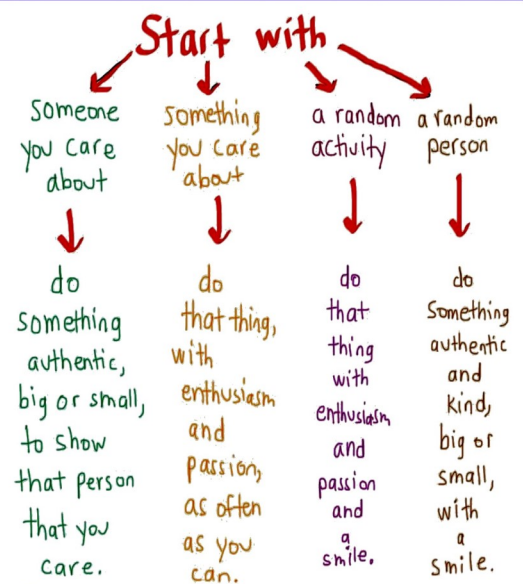 Start with
someone
you care
about
something
you care
about
a random
activity
a random
person
do
something
authentic,
big or small,
to show
that person
that you
care.
do
that thing,
with
enthusiasm
and
passion,
as often
as you
can.
do
that
thing
with
enthusiasm
and
passion
and
a
smile.
do
Something
authentic
and
kind,
big or
small,
with
a
smile.